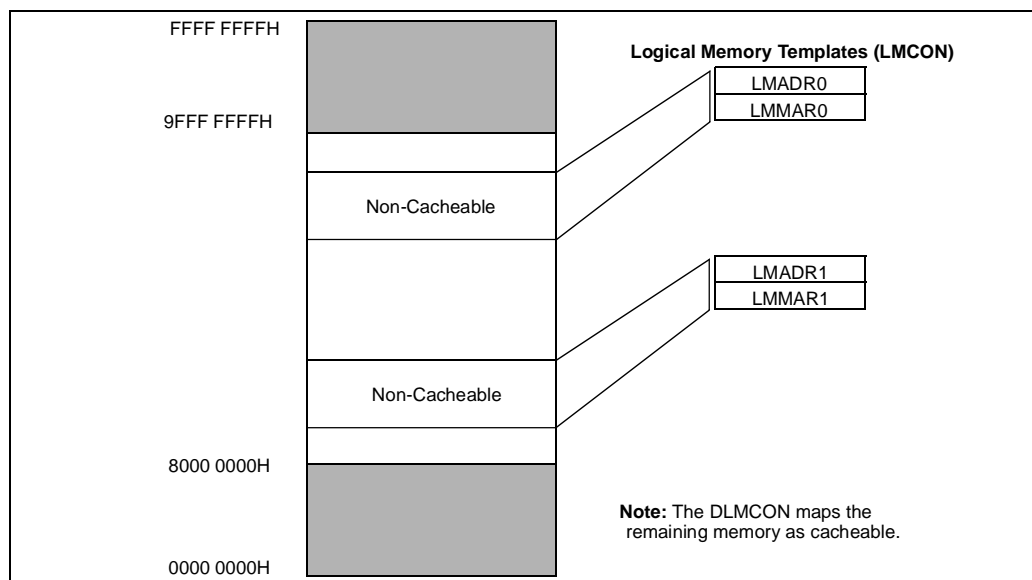 FFFF FFFFH
Logical Memory Templates (LMCON)
LMADR0
LMMAR0
9FFF FFFFH
Non-Cacheable
LMADR1
LMMAR1
Non-Cacheable
8000 0000H
Note: The DLMCON maps the
remaining memory as cacheable.
0000 0000H